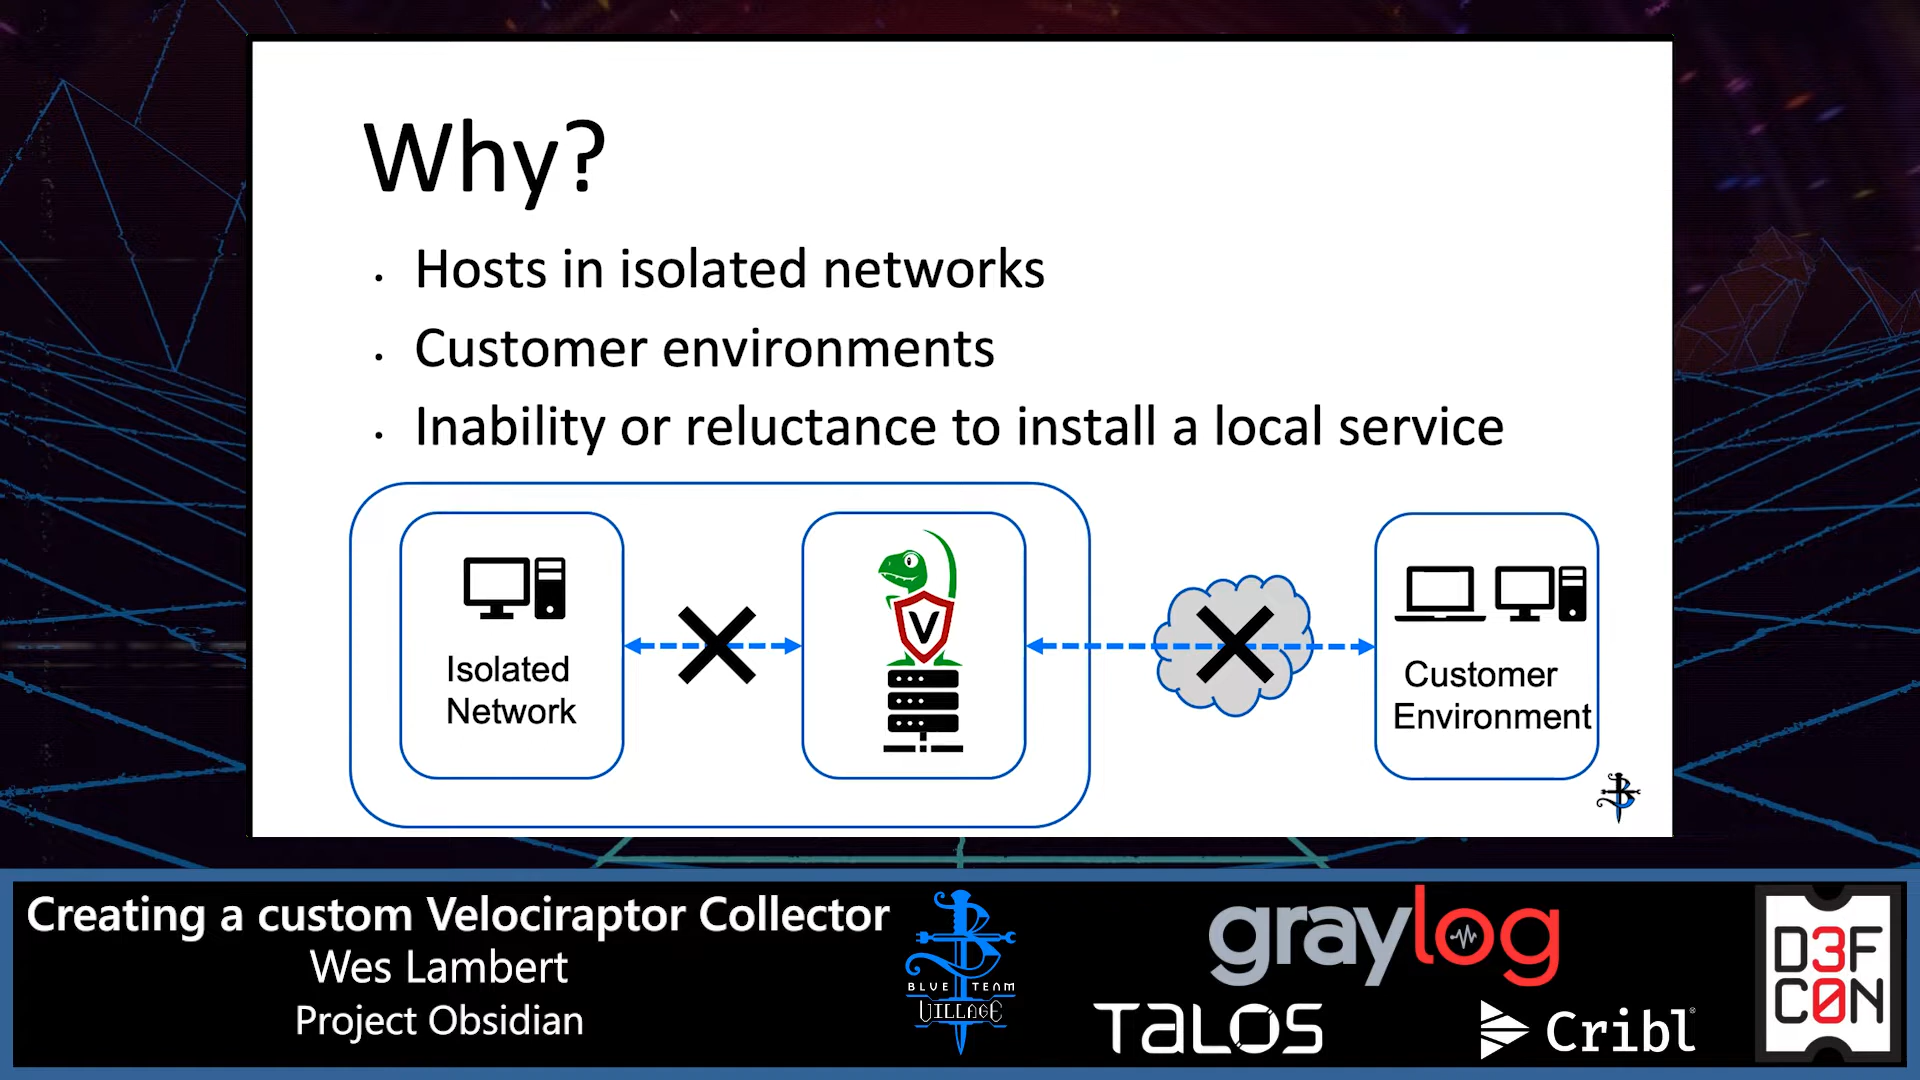 Why?
Hosts in isolated networks
Customer environments
Inability or reluctance to install a local service
Isolated
Network
V
Customer
Environment
Creating a custom Velociraptor Collector
Wes Lambert
Project Obsidian
BLUE TEAM
VILLAGE
graylog
TALOS
Cribl
D3F
C0N